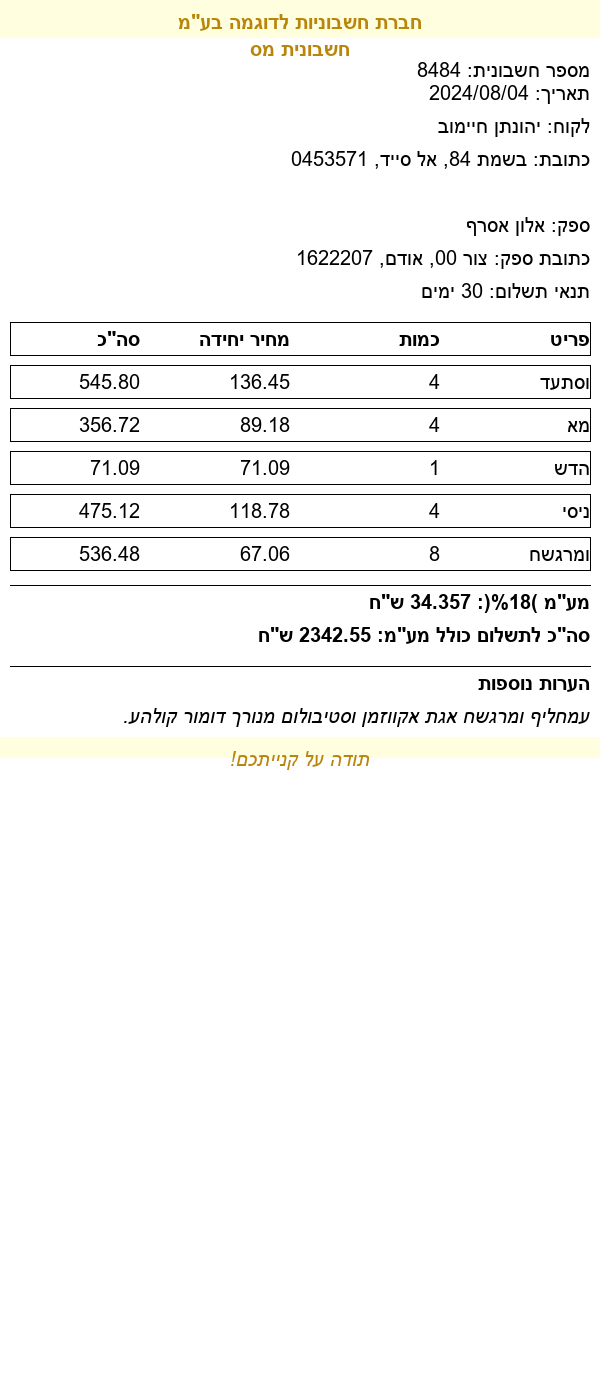 חברת חשבוניות לדוגמה בע"מ
חשבונית מס
מספר חשבונית: 8484
תאריך: 2024/08/04
לקוח: יהונתן חיימוב
כתובת: בשמת 84, אל סייד, 0453571
ספק: אלון אסרף
כתובת ספק: צור 00, אודם, 1622207
תנאי תשלום: 30 ימים
פריט כמות מחיר יחידה סה"כ
וסתעד 4 136.45 545.80
מא 4 89.18 356.72
הדש 1 71.09 71.09
ניסי 4 118.78 475.12
ומרגשח 8 67.06 536.48
מע"מ )18%(: 34.357 ש"ח
סה"כ לתשלום כולל מע"מ: 2342.55 ש"ח
הערות נוספות
עמחליף ומרגשח אגת אקווזמן וסטיבולום מנורך דומור קולהע.
תודה על קנייתכם!